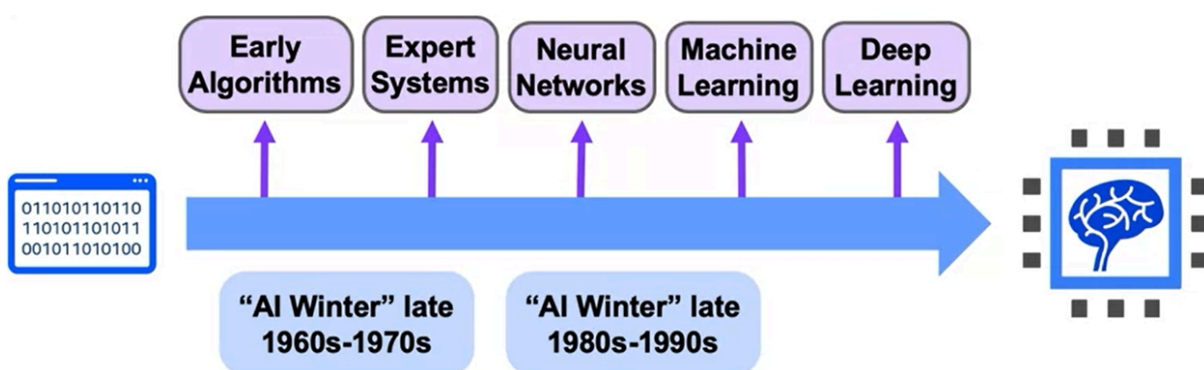 Early
Algorithms
Expert
Systems
Neural
Networks
Machine
Learning
Deep
Learning
011010110110
110101101011
001011010100
“AI Winter” late
1960s-1970s
“AI Winter” late
1980s-1990s